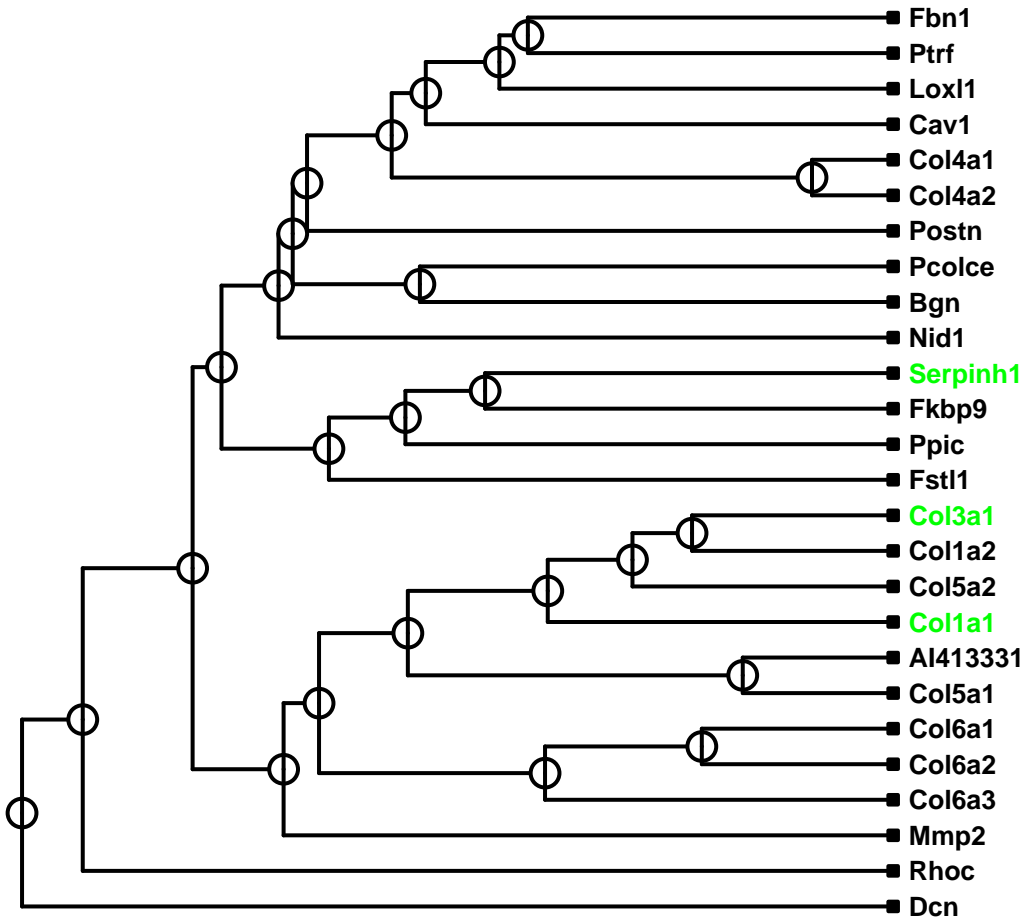 Fbn1
Ptrf
Loxl1
Cav1
Col4a1
Col4a2
Postn
Pcolce
Bgn
Nid1
Serpinh1
Fkbp9
Ppic
Fstl1
Col3a1
Col1a2
Col5a2
Col1a1
AI413331
Col5a1
Col6a1
Col6a2
Col6a3
Mmp2
Rhoc
Dcn